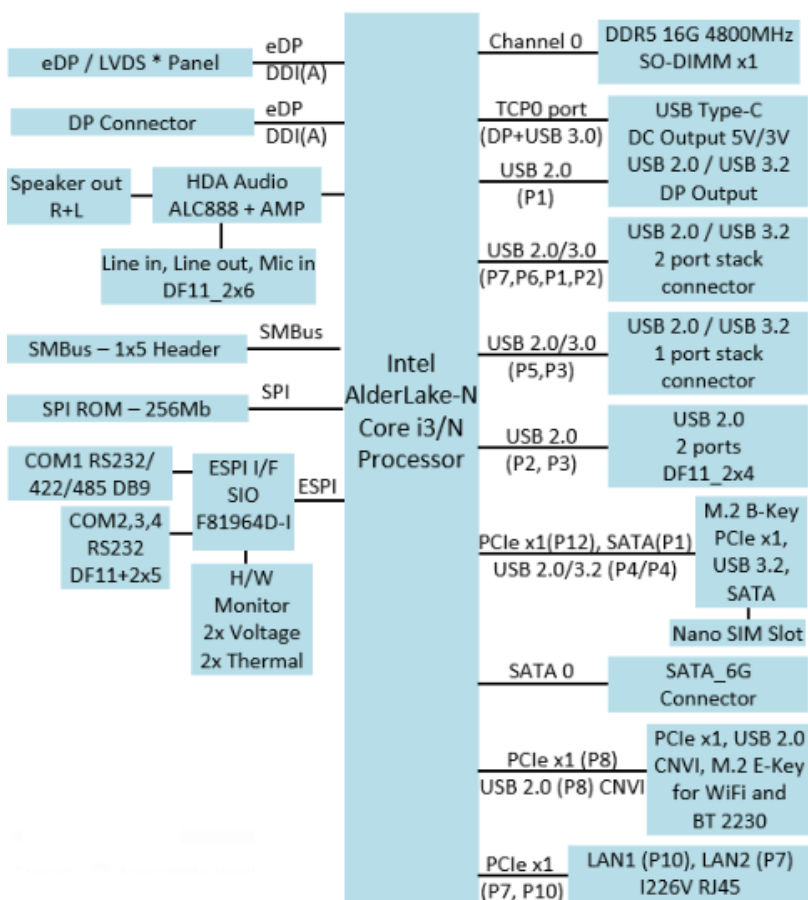 eDP / LVDS * Panel
eDP
DDI(A)
DP Connector
eDP
DDI(A)
Speaker out
R+L
HDA Audio
ALC888 + AMP
Line in, Line out, Mic in
DF11_2x6
SMBus – 1x5 Header
SMBus
SPI ROM – 256Mb
SPI
COM1 RS232/
422/485 DB9
COM2,3,4
RS232
DF11+2x5
ESPI I/F
SIO
F81964D-I
ESPI
H/W
Monitor
2x Voltage
2x Thermal
Intel
AlderLake-N
Core i3/N
Processor
Channel 0
DDR5 16G 4800MHz
SO-DIMM x1
TCP0 port
(DP+USB 3.0)
USB 2.0
(P1)
USB Type-C
DC Output 5V/3V
USB 2.0 / USB 3.2
DP Output
USB 2.0/3.0
(P7,P6,P1,P2)
USB 2.0 / USB 3.2
2 port stack
connector
USB 2.0/3.0
(P5,P3)
USB 2.0 / USB 3.2
1 port stack
connector
USB 2.0
(P2, P3)
USB 2.0
2 ports
DF11_2x4
PCIe x1(P12), SATA(P1)
USB 2.0/3.2 (P4/P4)
M.2 B-Key
PCIe x1,
USB 3.2,
SATA
Nano SIM Slot
SATA 0
SATA_6G
Connector
PCIe x1 (P8)
USB 2.0 (P8) CNVI
PCIe x1, USB 2.0
CNVI, M.2 E-Key
for WiFi and
BT 2230
PCIe x1
(P7, P10)
LAN1 (P10), LAN2 (P7)
I226V RJ45